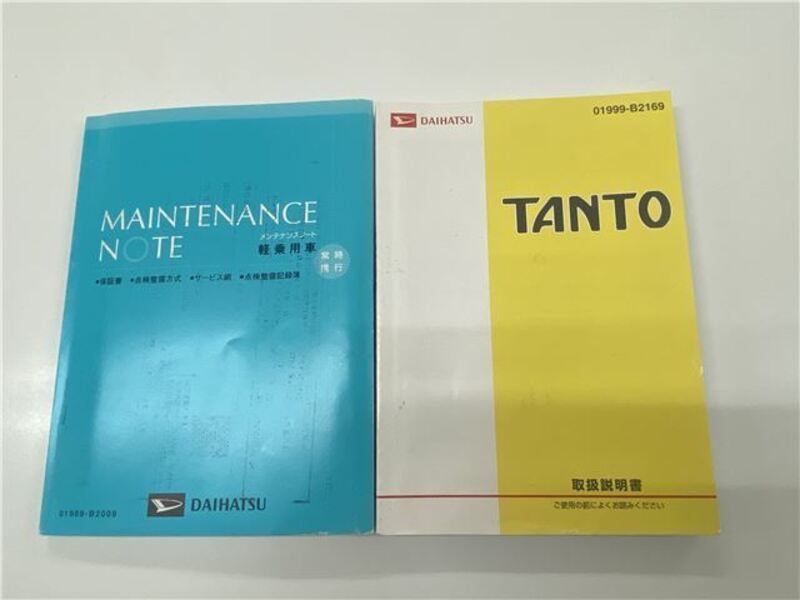 MAINTENANCE
NOTE
メンテナンスノート
軽乗用車
常時
携行
●保証書 ●点検整備方式 ●サービス網 ●点検整備記録簿
01989-B2009
DAIHATSU
DAIHATSU
01999-B2169
TANTO
取扱説明書
ご使用の前によくお読みください